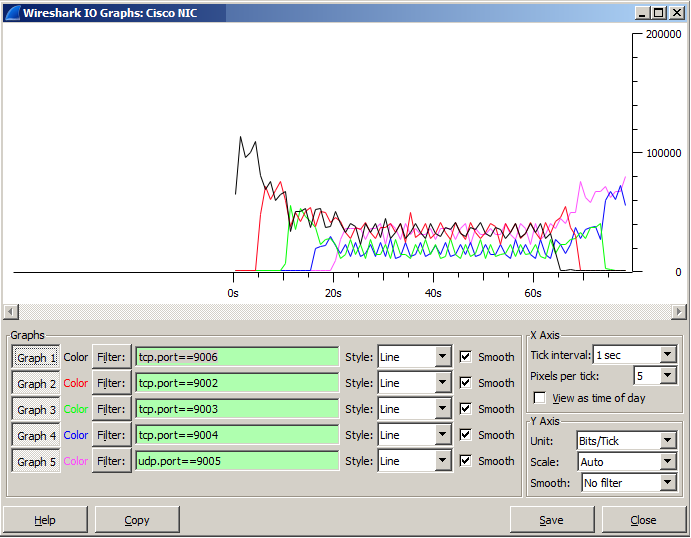 Wireshark IO Graphs: Cisco NIC
200000
100000
0
0s 20s 40s 60s
Graphs
Graph 1 Color Filter: tcp.port==9006 Style: Line Smooth
Graph 2 Color Filter: tcp.port==9002 Style: Line Smooth
Graph 3 Color Filter: tcp.port==9003 Style: Line Smooth
Graph 4 Color Filter: tcp.port==9004 Style: Line Smooth
Graph 5 Color Filter: udp.port==9005 Style: Line Smooth
X Axis
Tick interval: 1 sec
Pixels per tick: 5
View as time of day
Y Axis
Unit: Bits/Tick
Scale: Auto
Smooth: No filter
Help Copy Save Close